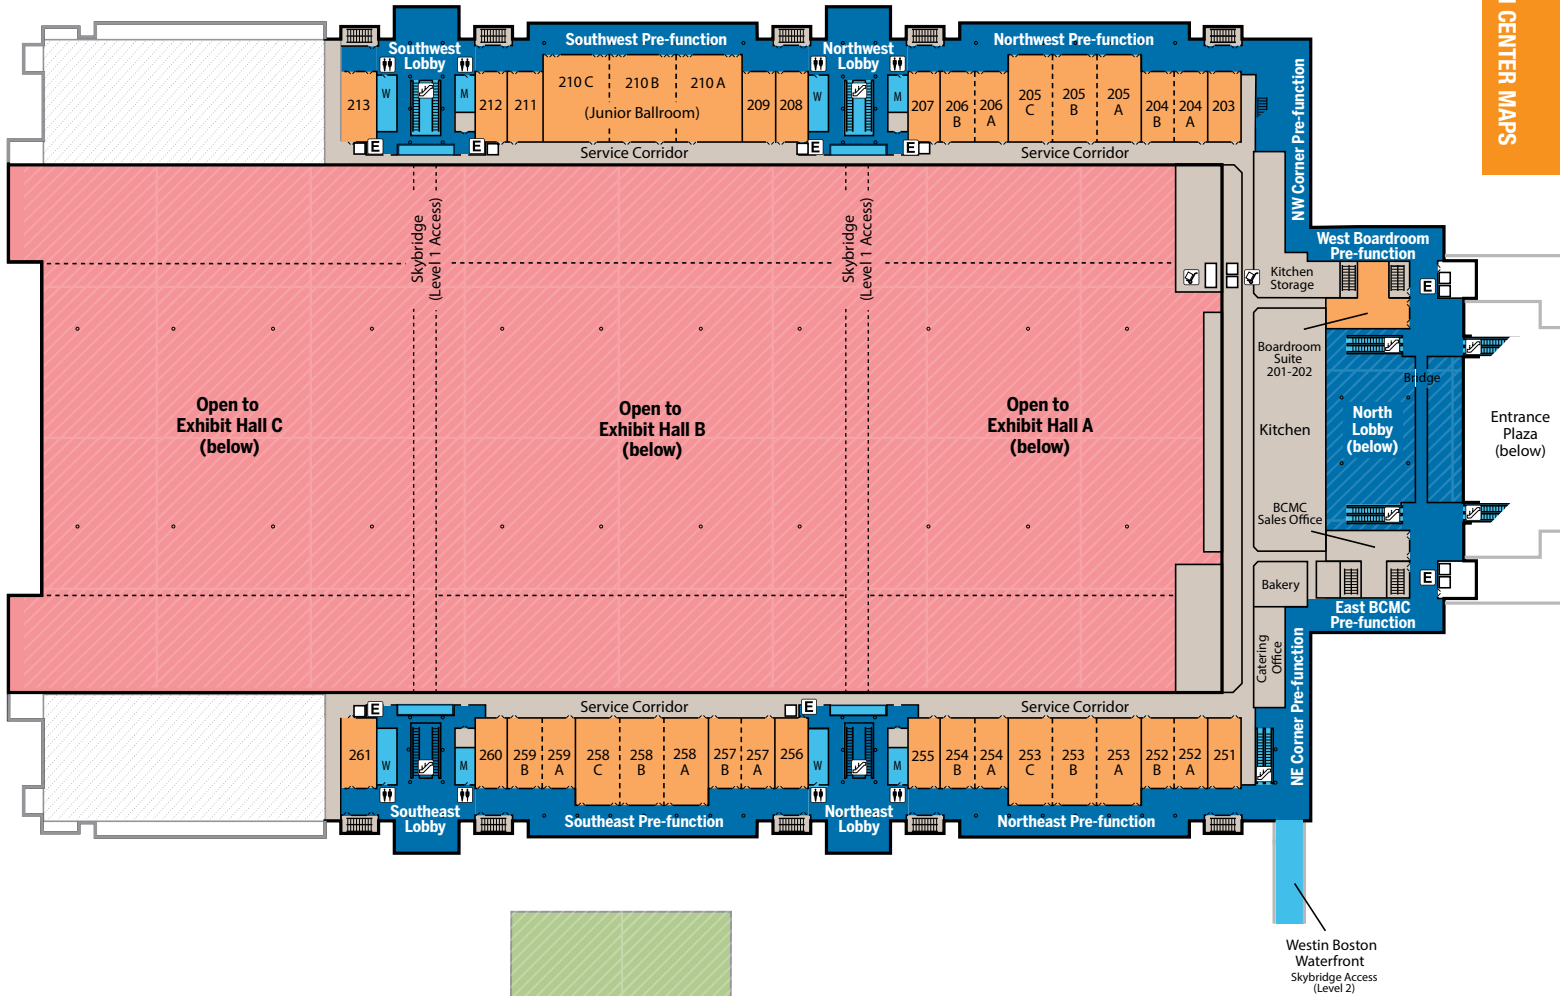 CENTER MAPS
Southwest
Lobby
Southwest Pre-function
Northwest
Lobby
Northwest Pre-function
213
W
M
212
211
210 C
210 B
210 A
(Junior Ballroom)
209
208
W
M
207
206
B
206
A
205
C
205
B
205
A
204
B
204
A
203
E
E
E
E
Service Corridor
Service Corridor
NW Corner Pre-function
Skybridge
(Level 1 Access)
Skybridge
(Level 1 Access)
West Boardroom
Pre-function
Kitchen
Storage
E
Boardroom
Suite
201-202
Bridge
Open to
Exhibit Hall C
(below)
Open to
Exhibit Hall B
(below)
Open to
Exhibit Hall A
(below)
Kitchen
North
Lobby
(below)
Entrance
Plaza
(below)
BCMC
Sales Office
Bakery
E
East BCMC
Pre-function
Catering
Office
NE Corner Pre-function
E
E
Service Corridor
Service Corridor
261
W
M
260
259
B
259
A
258
C
258
B
258
A
257
B
257
A
256
W
M
255
254
B
254
A
253
C
253
B
253
A
252
B
252
A
251
Southeast
Lobby
Southeast Pre-function
Northeast
Lobby
Northeast Pre-function
Westin Boston
Waterfront
Skybridge Access
(Level 2)